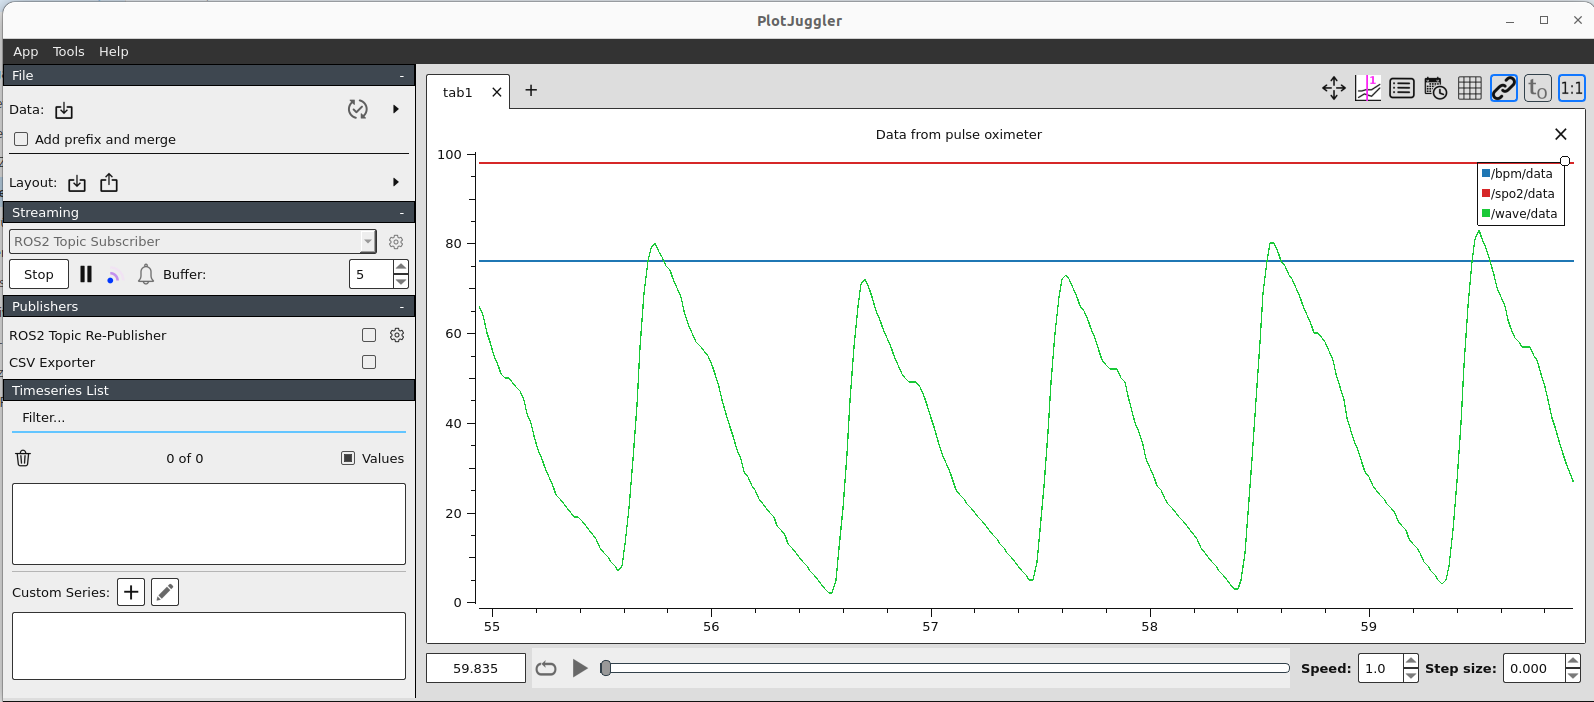 PlotJuggler
App Tools Help
File -
Data:
Add prefix and merge
Layout:
Streaming -
ROS2 Topic Subscriber
Stop Buffer: 5
Publishers -
ROS2 Topic Re-Publisher
CSV Exporter
Timeseries List
Filter...
0 of 0 Values
Custom Series:
tab1
1
t0
1:1
Data from pulse oximeter
100
80
60
40
20
0
/bpm/data
/spo2/data
/wave/data
55 56 57 58 59
59.835 Speed: 1.0 Step size: 0.000